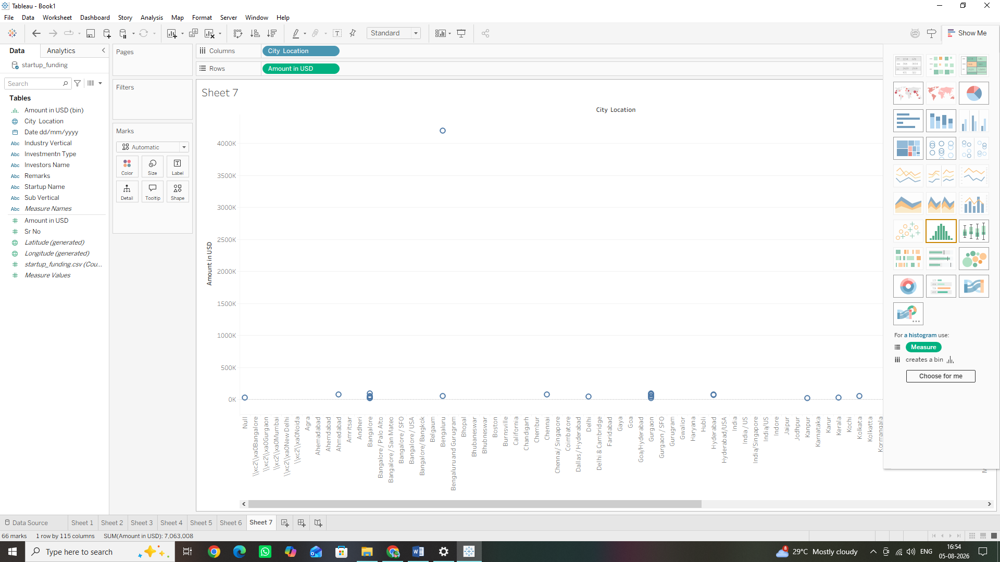 Tableau - Book1
File Data Worksheet Dashboard Story Analysis Map Format Server Window Help
Standard
Show Me
Data Analytics
startup_funding
Search
Tables
Amount in USD (bin)
City Location
Date dd/mm/yyyy
Abc Industry Vertical
Abc Investmentn Type
Abc Investors Name
Abc Remarks
Abc Startup Name
Abc Sub Vertical
Abc Measure Names
Amount in USD
Sr No
Latitude (generated)
Longitude (generated)
startup_funding.csv (Cou...
Measure Values
Pages
Filters
Marks
Automatic
Color Size Label
Detail Tooltip Shape
Columns City Location
Rows Amount in USD
Sheet 7
City Location
Amount in USD
4000K
3500K
3000K
2500K
2000K
1500K
1000K
500K
0K
Null
\\xc2\\xa0Bangalore
\\xc2\\xa0Gurgaon
\\xc2\\xa0Mumbai
\\xc2\\xa0New Delhi
\\xc2\\xa0Noida
Agra
Ahemadabad
Ahemdabad
Ahmedabad
Amritsar
Andheri
Bangalore
Bangalore / Palo Alto
Bangalore / San Mateo
Bangalore / SFO
Bangalore / USA
Bangalore/ Bangkok
Belgaum
Bengaluru
Bengaluru and Gurugram
Bhopal
Bhubaneswar
Bhubneswar
Boston
Burnsville
California
Chandigarh
Chembur
Chennai
Chennai/ Singapore
Coimbatore
Dallas / Hyderabad
Delhi
Delhi & Cambridge
Faridabad
Gaya
Goa
Goa/Hyderabad
Gurgaon
Gurgaon / SFO
Gurugram
Gwalior
Haryana
Hubli
Hyderabad
Hyderabad/USA
India
India / US
India/Singapore
India/US
Indore
Jaipur
Jodhpur
Kanpur
Karnataka
Karur
Kerala
Kochi
Kolkata
Kolkatta
Kormangala
For a histogram use:
Measure
creates a bin
Choose for me
Data Source Sheet 1 Sheet 2 Sheet 3 Sheet 4 Sheet 5 Sheet 6 Sheet 7
66 marks 1 row by 115 columns SUM(Amount in USD): 7,063,008
Type here to search
8
29°C Mostly cloudy
ENG
16:54
05-08-2026